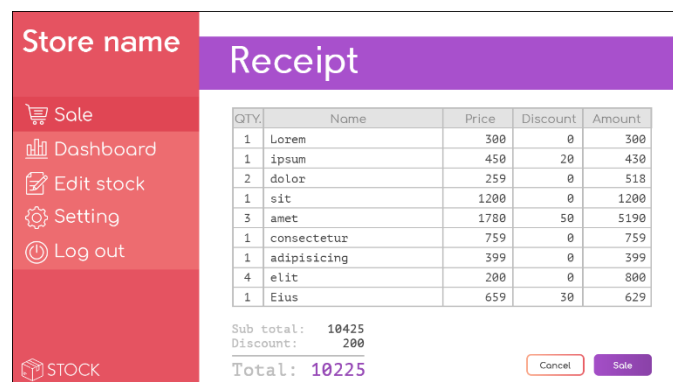 Store name
Receipt
Sale
Dashboard
Edit stock
Setting
Log out
STOCK
QTY. Name Price Discount Amount
1 Lorem 300 0 300
1 ipsum 450 20 430
2 dolor 259 0 518
1 sit 1200 0 1200
3 amet 1780 50 5190
1 consectetur 759 0 759
1 adipisicing 399 0 399
4 elit 200 0 800
1 Eius 659 30 629
Sub total: 10425
Discount: 200
Total: 10225
Cancel Sale